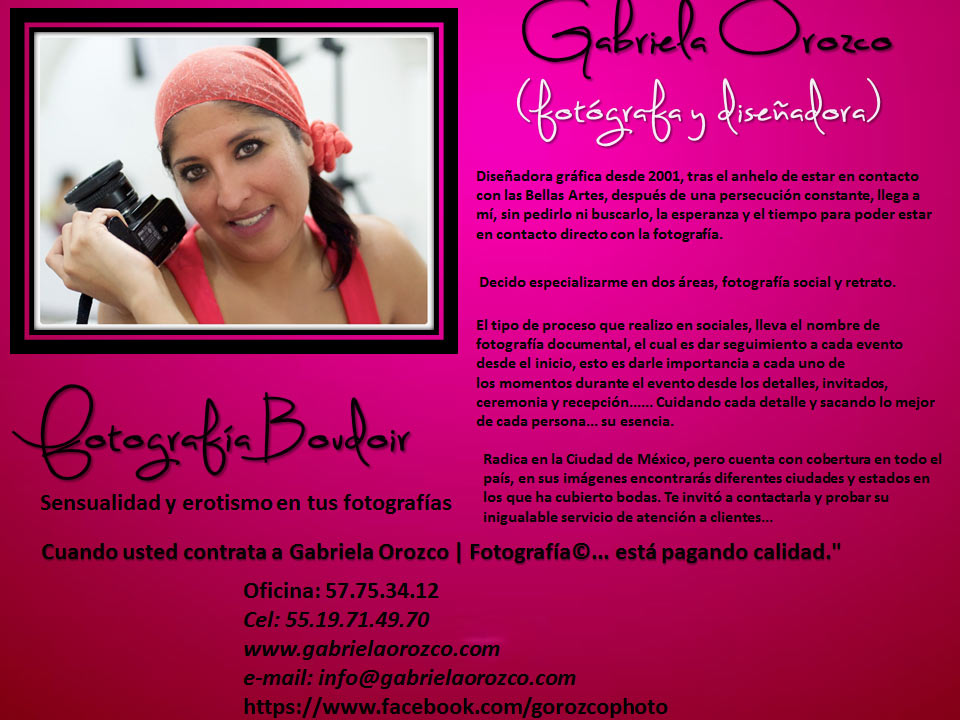 Gabriela Orozco
(fotógrafa y diseñadora)
Diseñadora gráfica desde 2001, tras el anhelo de estar en contacto
con las Bellas Artes, después de una persecución constante, llega a
mí, sin pedirlo ni buscarlo, la esperanza y el tiempo para poder estar
en contacto directo con la fotografía.
Decido especializarme en dos áreas, fotografía social y retrato.
El tipo de proceso que realizo en sociales, lleva el nombre de
fotografía documental, el cual es dar seguimiento a cada evento
desde el inicio, esto es darle importancia a cada uno de
los momentos durante el evento desde los detalles, invitados,
ceremonia y recepción...... Cuidando cada detalle y sacando lo mejor
de cada persona... su esencia.
Radica en la Ciudad de México, pero cuenta con cobertura en todo el
país, en sus imágenes encontrarás diferentes ciudades y estados en
los que ha cubierto bodas. Te invitó a contactarla y probar su
inigualable servicio de atención a clientes...
Fotografía Boudoir
Sensualidad y erotismo en tus fotografías
Cuando usted contrata a Gabriela Orozco | Fotografía©... está pagando calidad."
Oficina: 57.75.34.12
Cel: 55.19.71.49.70
www.gabrielaorozco.com
e-mail: info@gabrielaorozco.com
https://www.facebook.com/gorozcophoto